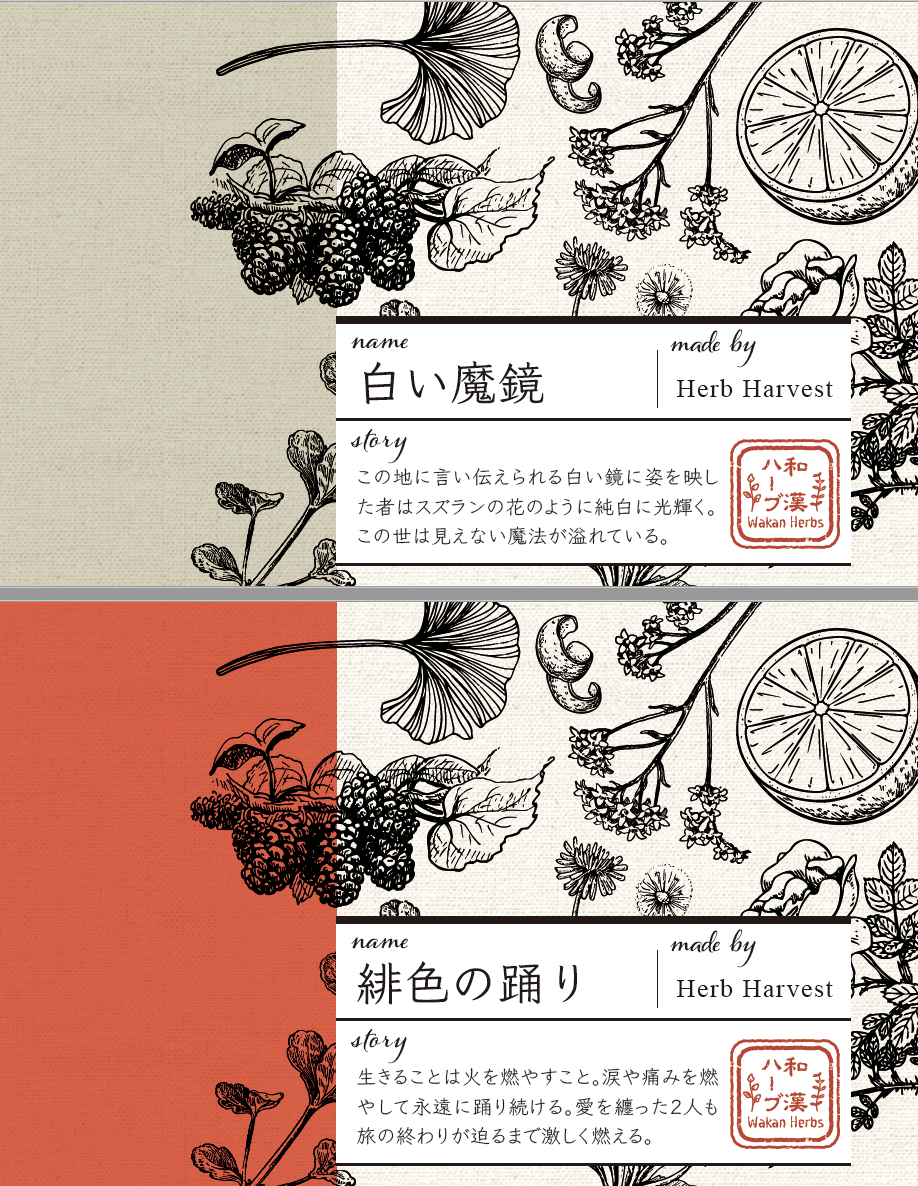 name
白い魔鏡
made by
Herb Harvest
story
この地に言い伝えられる白い鏡に姿を映し
た者はスズランの花のように純白に光輝く。
この世は見えない魔法が溢れている。
和漢
ハーブ
Wakan Herbs
name
緋色の踊り
made by
Herb Harvest
story
生きることは火を燃やすこと。涙や痛みを燃
やして永遠に踊り続ける。愛を纏った2人も
旅の終わりが迫るまで激しく燃える。
和漢
ハーブ
Wakan Herbs